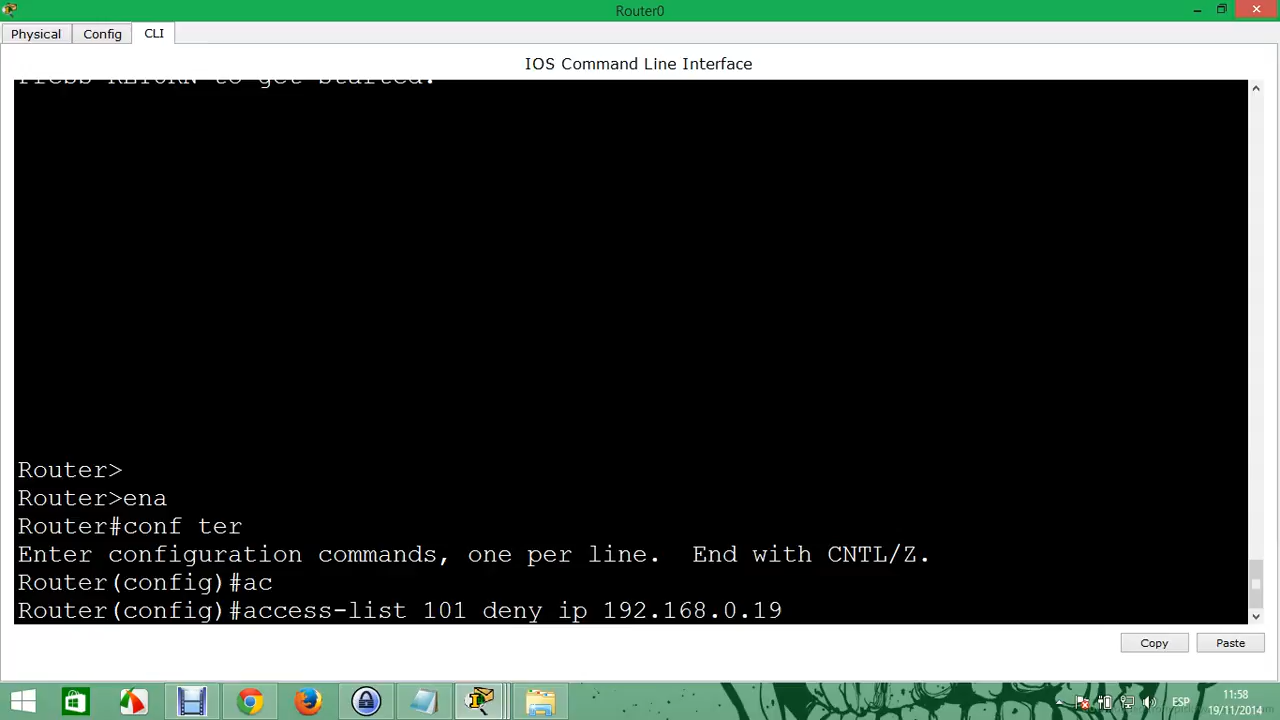 Router0
Physical
Config
CLI
IOS Command Line Interface
Press RETURN to get started.
Router>
Router>ena
Router#conf ter
Enter configuration commands, one per line.  End with CNTL/Z.
Router(config)#ac
Router(config)#access-list 101 deny ip 192.168.0.19
Copy
Paste
ESP
11:58
19/11/2014